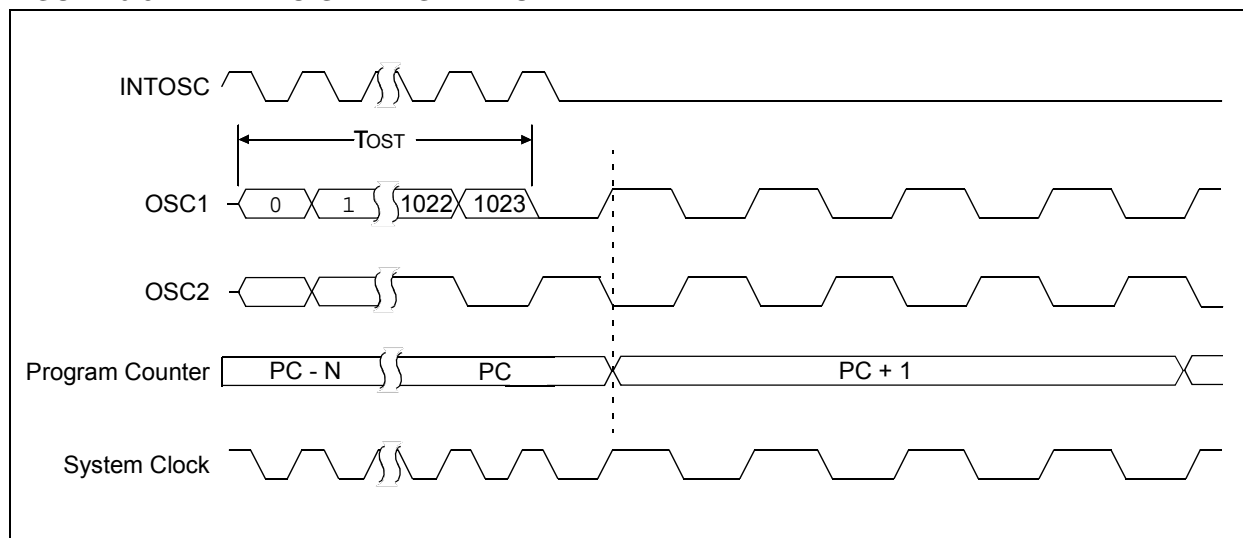 INTOSC
TOST
OSC1
0 1 1022 1023
OSC2
Program Counter
PC - N PC PC + 1
System Clock